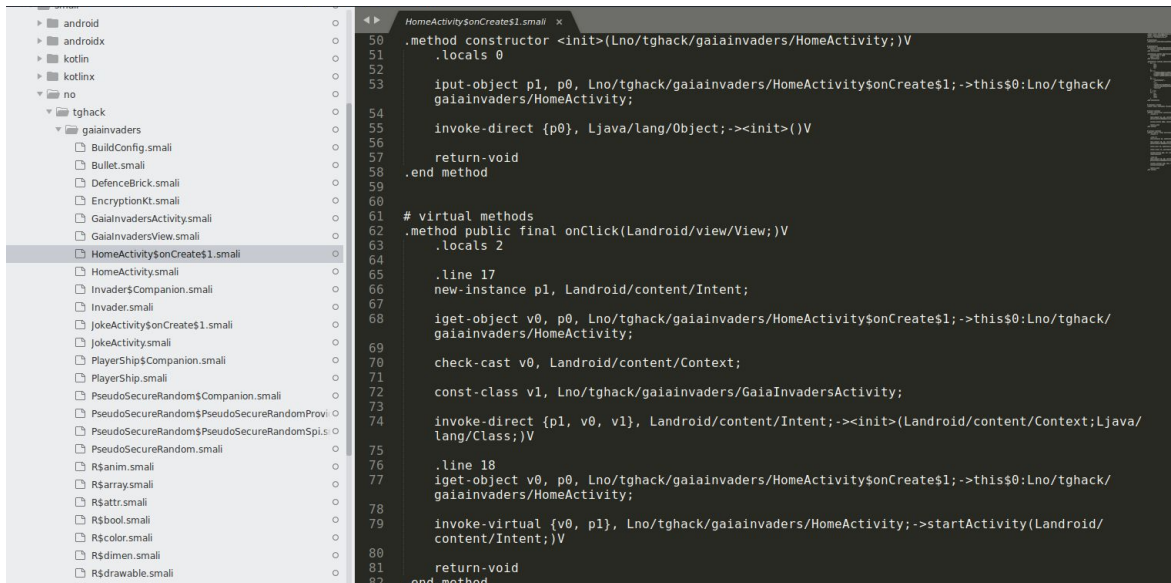 android
androidx
kotlin
kotlinx
no
tghack
gaiainvaders
BuildConfig.smali
Bullet.smali
DefenceBrick.smali
EncryptionKt.smali
GaiaInvadersActivity.smali
GaiaInvadersView.smali
HomeActivity$onCreate$1.smali
HomeActivity.smali
Invader$Companion.smali
Invader.smali
JokeActivity$onCreate$1.smali
JokeActivity.smali
PlayerShip$Companion.smali
PlayerShip.smali
PseudoSecureRandom$Companion.smali
PseudoSecureRandom$PseudoSecureRandomProvi
PseudoSecureRandom$PseudoSecureRandomSpi.s
PseudoSecureRandom.smali
R$anim.smali
R$array.smali
R$attr.smali
R$bool.smali
R$color.smali
R$dimen.smali
R$drawable.smali
HomeActivity$onCreate$1.smali ×
50 .method constructor <init>(Lno/tghack/gaiainvaders/HomeActivity;)V
51 .locals 0
52
53 iput-object p1, p0, Lno/tghack/gaiainvaders/HomeActivity$onCreate$1;->this$0:Lno/tghack/
gaiainvaders/HomeActivity;
54
55 invoke-direct {p0}, Ljava/lang/Object;-><init>()V
56
57 return-void
58 .end method
59
60
61 # virtual methods
62 .method public final onClick(Landroid/view/View;)V
63 .locals 2
64
65 .line 17
66 new-instance p1, Landroid/content/Intent;
67
68 iget-object v0, p0, Lno/tghack/gaiainvaders/HomeActivity$onCreate$1;->this$0:Lno/tghack/
gaiainvaders/HomeActivity;
69
70 check-cast v0, Landroid/content/Context;
71
72 const-class v1, Lno/tghack/gaiainvaders/GaiaInvadersActivity;
73
74 invoke-direct {p1, v0, v1}, Landroid/content/Intent;-><init>(Landroid/content/Context;Ljava/
lang/Class;)V
75
76 .line 18
77 iget-object v0, p0, Lno/tghack/gaiainvaders/HomeActivity$onCreate$1;->this$0:Lno/tghack/
gaiainvaders/HomeActivity;
78
79 invoke-virtual {v0, p1}, Lno/tghack/gaiainvaders/HomeActivity;->startActivity(Landroid/
content/Intent;)V
80
81 return-void
82 .end method